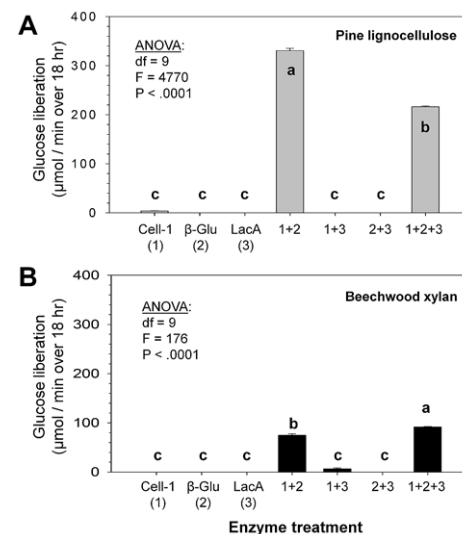 A
Pine lignocellulose
ANOVA:
df = 9
F = 4770
P < .0001
Glucose liberation
(µmol / min over 18 hr)
400
300
200
100
0
c c c a c c b
Cell-1 β-Glu LacA 1+2 1+3 2+3 1+2+3
(1) (2) (3)
B
Beechwood xylan
ANOVA:
df = 9
F = 176
P < .0001
Glucose liberation
(µmol / min over 18 hr)
400
300
200
100
0
c c c b c c a
Cell-1 β-Glu LacA 1+2 1+3 2+3 1+2+3
(1) (2) (3)
Enzyme treatment